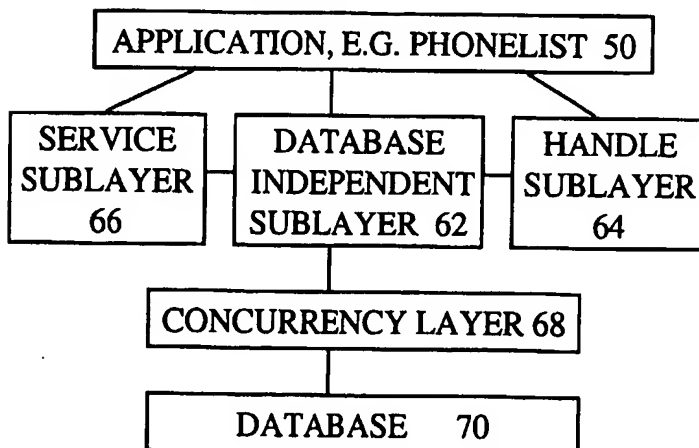 APPLICATION, E.G. PHONELIST 50
SERVICE
SUBLAYER
66
DATABASE
INDEPENDENT
SUBLAYER 62
HANDLE
SUBLAYER
64
CONCURRENCY LAYER 68
DATABASE 70